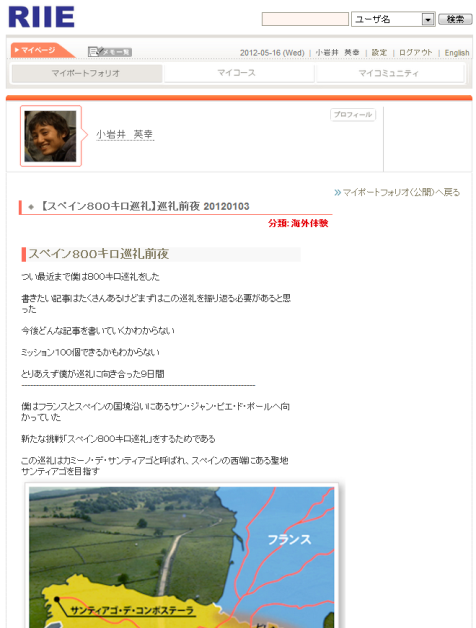 RIIE
ユーザ名
検索
マイページ
メモ一覧
2012-05-16 (Wed) | 小岩井 英幸 | 設定 | ログアウト | English
マイポートフォリオ
マイコース
マイコミュニティ
プロフィール
小岩井 英幸
≫マイポートフォリオ(公開)へ戻る
【スペイン800キロ巡礼】巡礼前夜 20120103
分類: 海外体験
スペイン800キロ巡礼前夜
つい最近まで僕は800キロ巡礼をした
書きたい記事はたくさんあるけどまずはこの巡礼を振り返る必要があると思
った
今後どんな記事を書いていくかわからない
ミッション100個できるかもわからない
とりあえず僕が巡礼に向き合った9日間
僕はフランスとスペインの国境沿いにあるサン・ジャン・ピエ・ド・ポールへ向
かっていた
新たな挑戦「スペイン800キロ巡礼」をするためである
この巡礼はカミーノ・デ・サンティアゴと呼ばれ、スペインの西端にある聖地
サンティアゴを目指す
フランス
サンティアゴ・デ・コンポステーラ